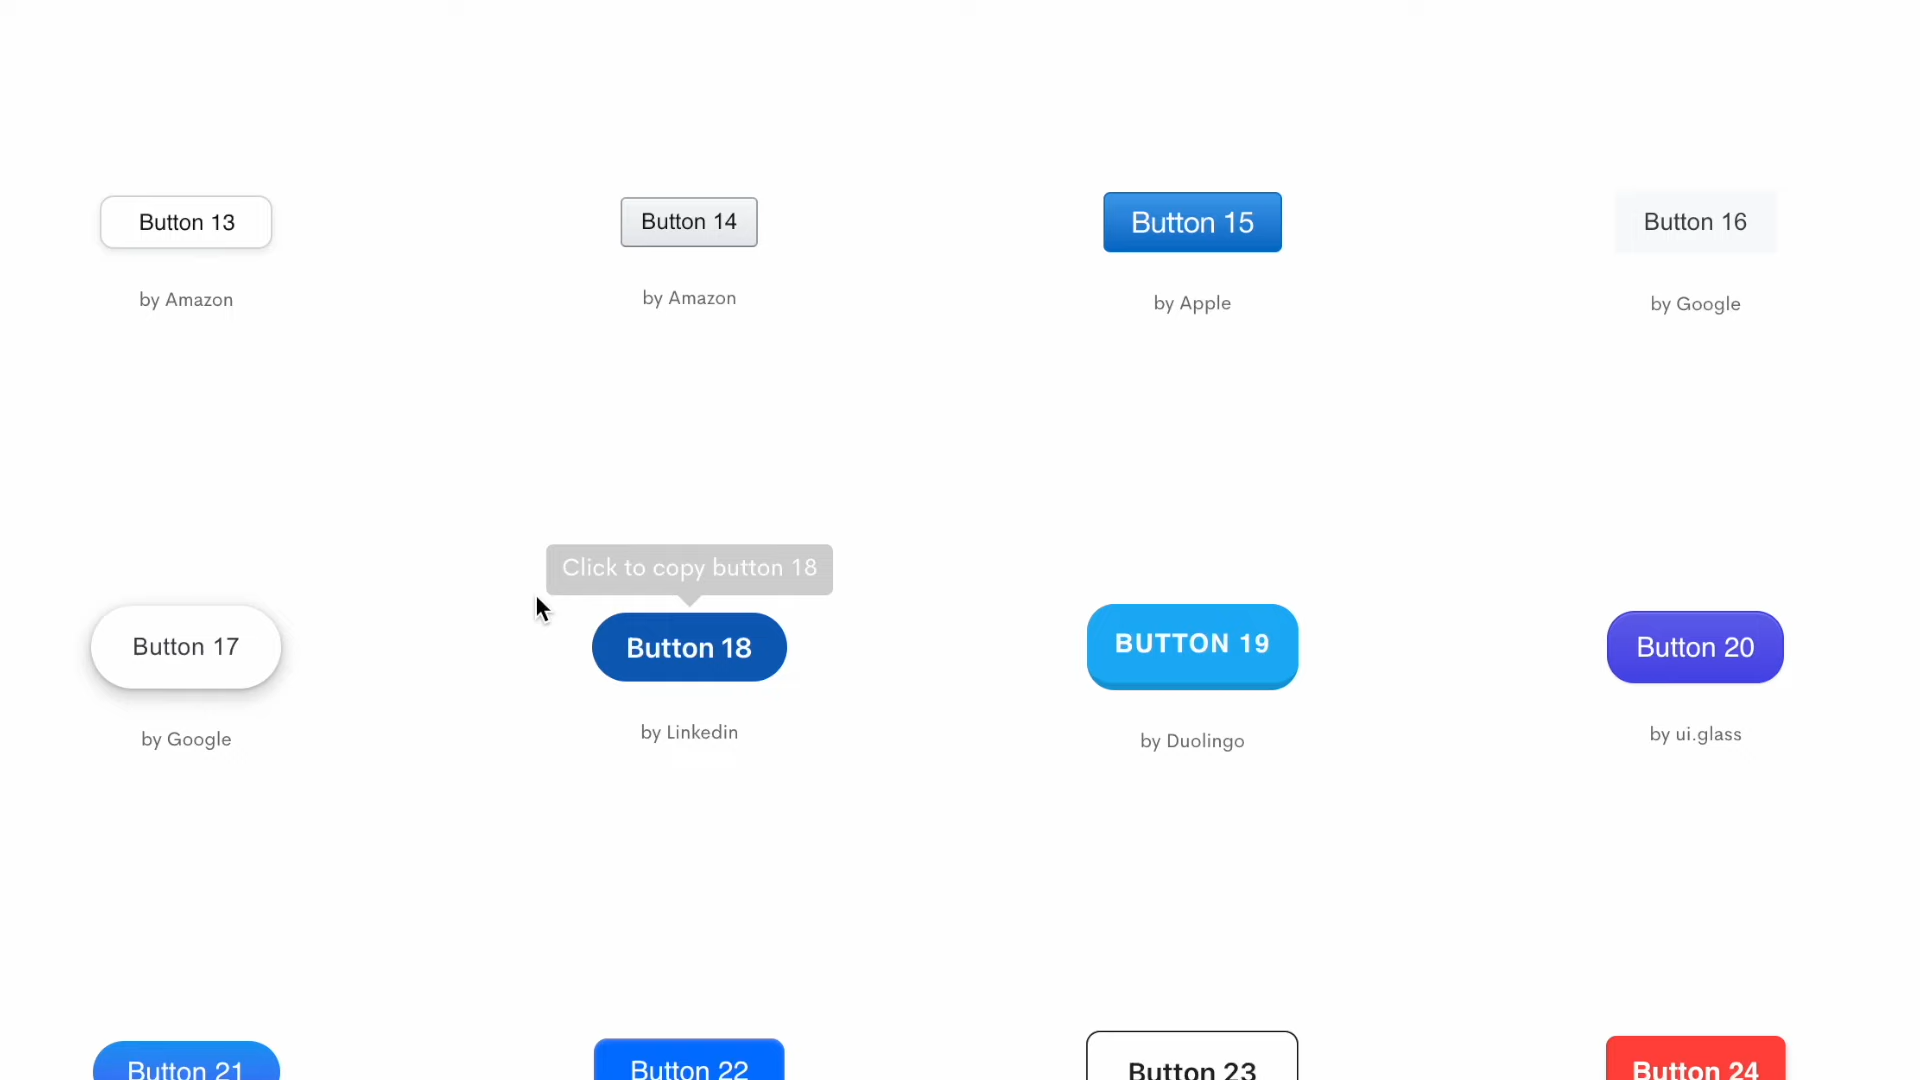 Button 13
Button 14
Button 15
Button 16
by Amazon
by Amazon
by Apple
by Google
Click to copy button 18
Button 17
Button 18
BUTTON 19
Button 20
by Google
by Linkedin
by Duolingo
by ui.glass
Button 21
Button 22
Button 23
Button 24